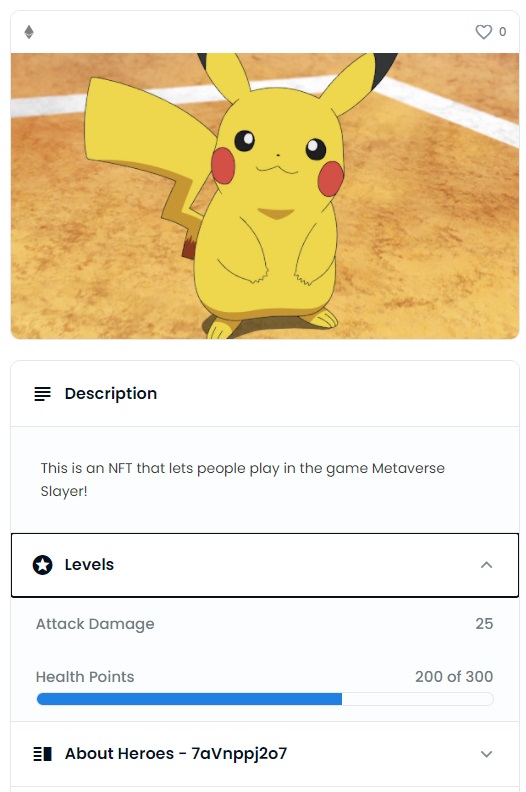 0
Description
This is an NFT that lets people play in the game Metaverse
Slayer!
Levels
Attack Damage 25
Health Points 200 of 300
About Heroes - 7aVnppj2o7